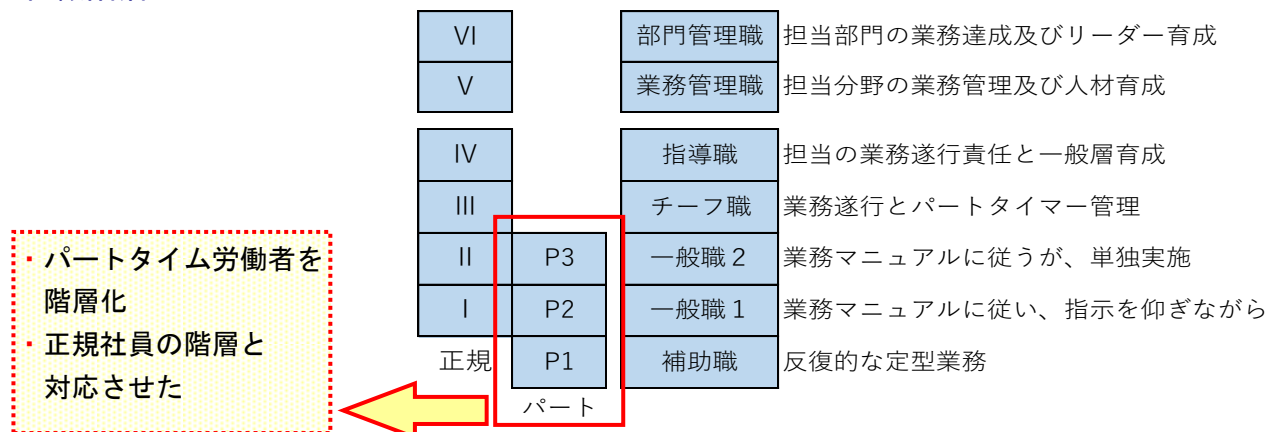 VI 部門管理職 担当部門の業務達成及びリーダー育成
V 業務管理職 担当分野の業務管理及び人材育成
IV 指導職 担当の業務遂行責任と一般層育成
III チーフ職 業務遂行とパートタイマー管理
II P3 一般職２ 業務マニュアルに従うが、単独実施
I P2 一般職１ 業務マニュアルに従い、指示を仰ぎながら
正規 P1 補助職 反復的な定型業務
パート
・パートタイム労働者を
階層化
・正規社員の階層と
対応させた